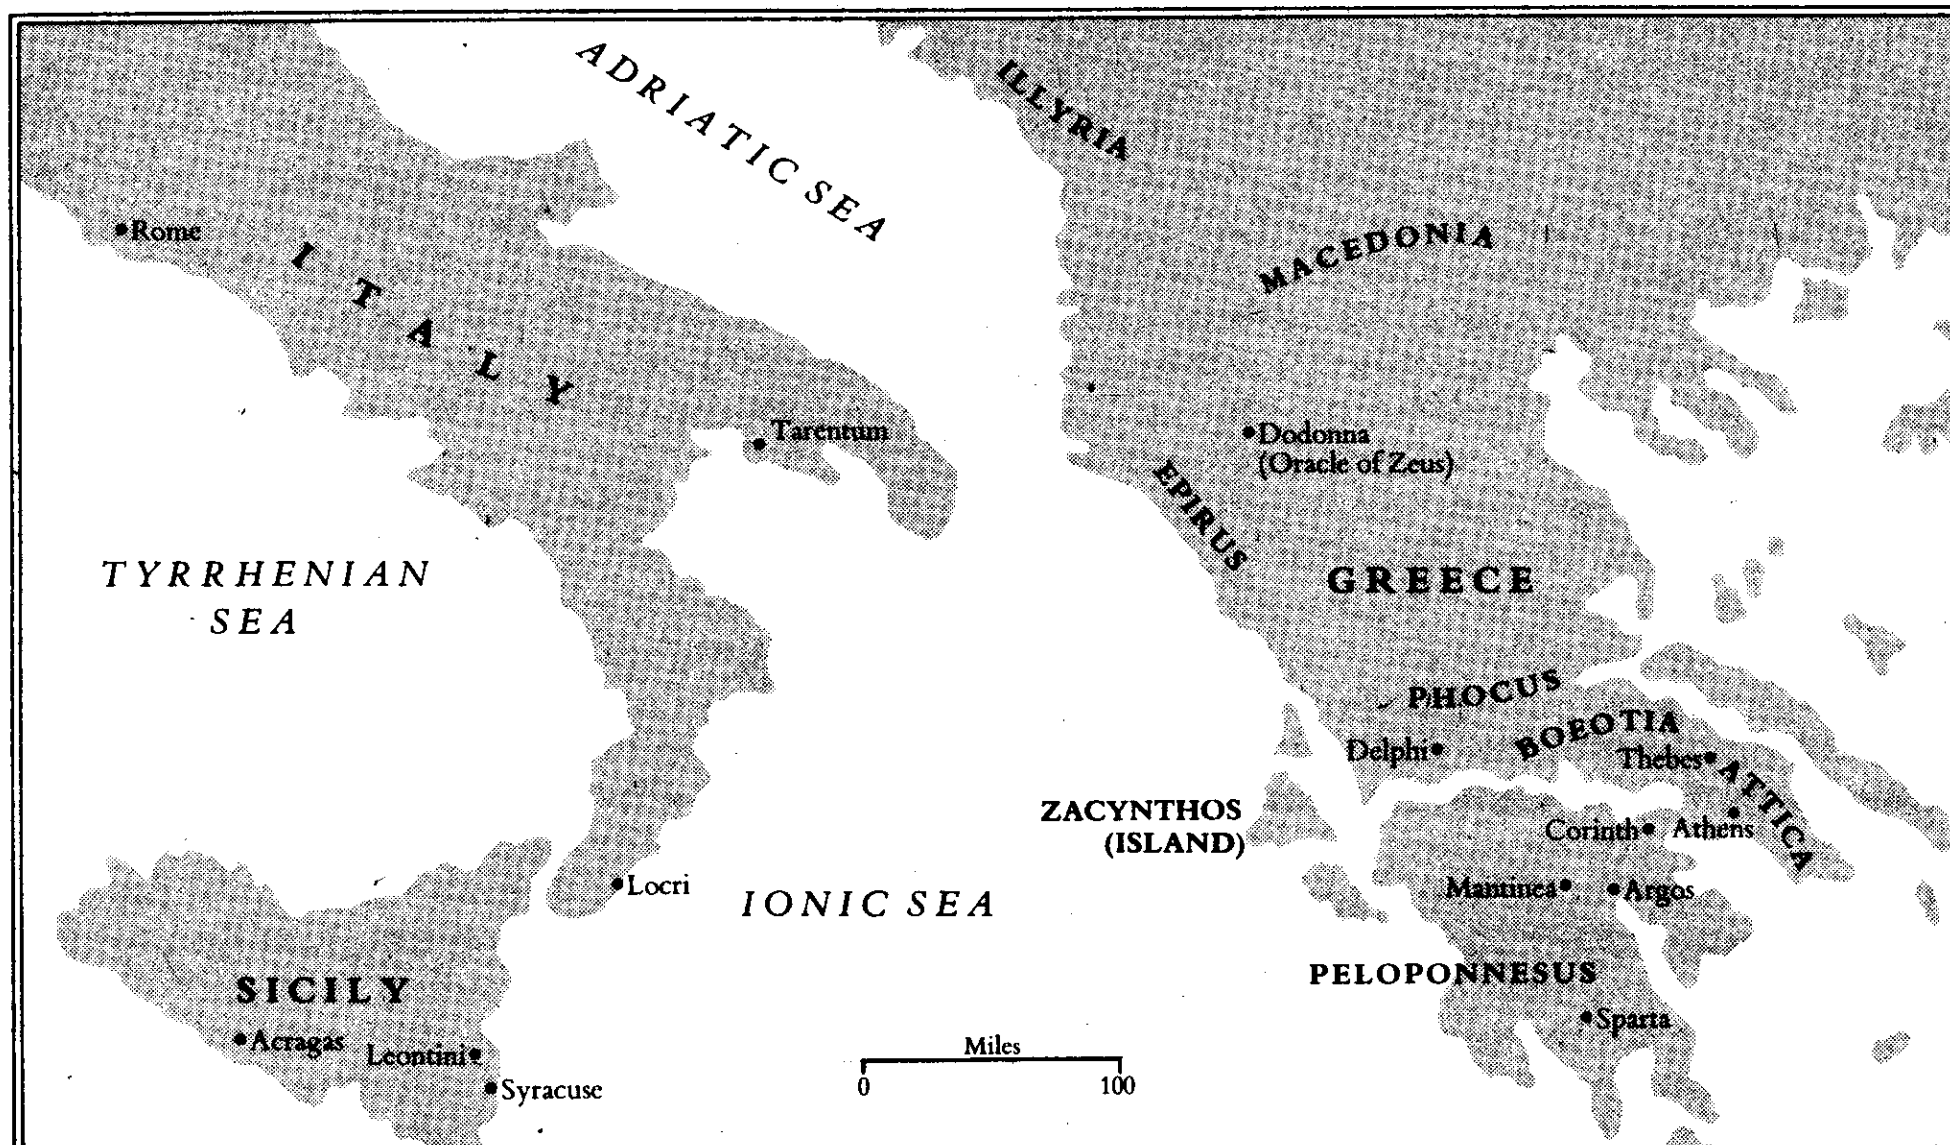 ADRIATIC SEA
ILLYRIA
Rome
ITALY
MACEDONIA
Tarentum
Dodonna
(Oracle of Zeus)
EPIRUS
TYRRHENIAN
SEA
GREECE
PHOCUS
BOEOTIA
Delphi
Thebes
ATTICA
ZACYNTHOS
(ISLAND)
Corinth
Athens
Locri
IONIC SEA
Mantinea
Argos
SICILY
PELOPONNESUS
Acragas
Leontini
Sparta
Syracuse
Miles
0 100